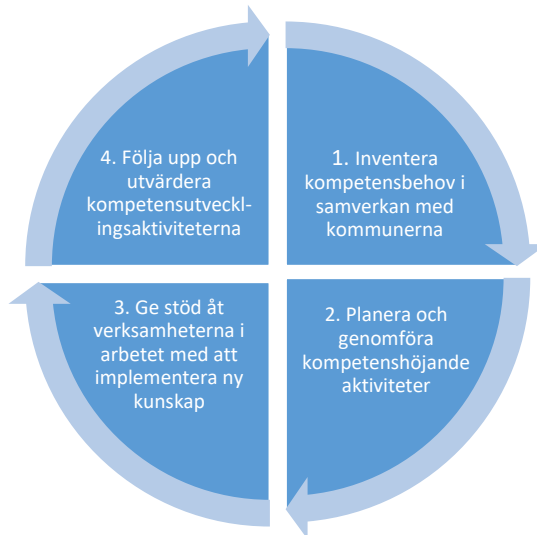 1. Inventera
kompetensbehov i
samverkan med
kommunerna
2. Planera och
genomföra
kompetenshöjande
aktiviteter
3. Ge stöd åt
verksamheterna i
arbetet med att
implementera ny
kunskap
4. Följa upp och
utvärdera
kompetensutveckl-
ingsaktiviteterna